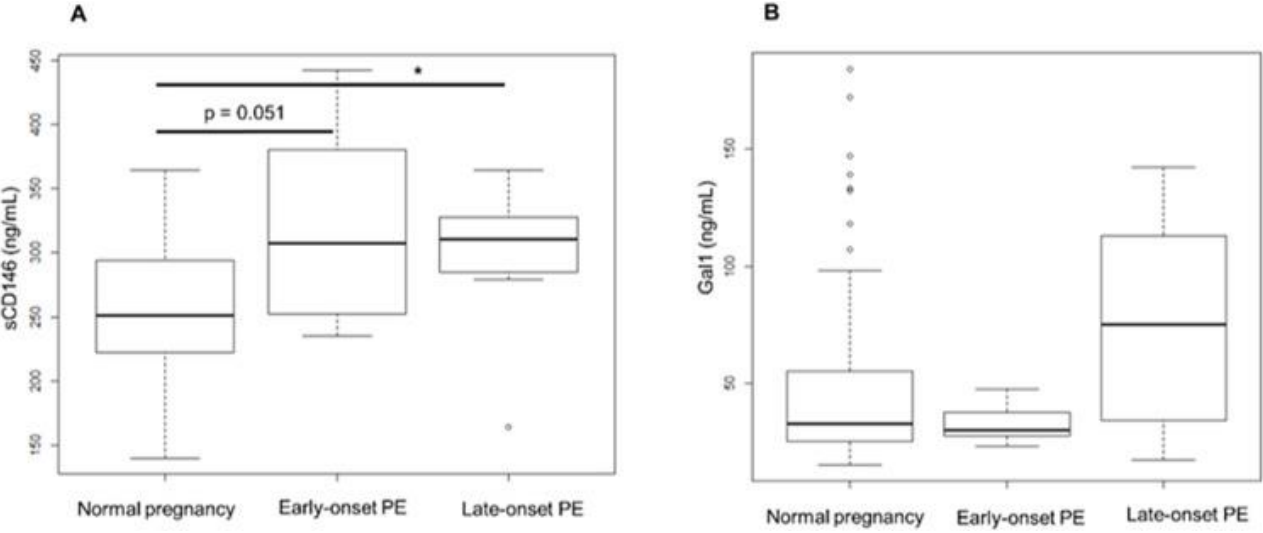 A
sCD146 (ng/mL)
450
400
350
300
250
200
150
*
p = 0.051
Normal pregnancy
Early-onset PE
Late-onset PE
B
Gal1 (ng/mL)
150
100
50
Normal pregnancy
Early-onset PE
Late-onset PE